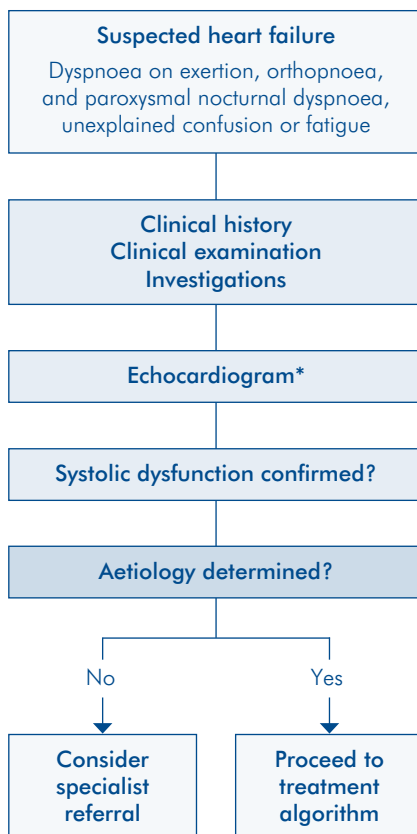 Suspected heart failure
Dyspnoea on exertion, orthopnoea,
and paroxysmal nocturnal dyspnoea,
unexplained confusion or fatigue
Clinical history
Clinical examination
Investigations
Echocardiogram*
Systolic dysfunction confirmed?
Aetiology determined?
No
Yes
Consider
specialist
referral
Proceed to
treatment
algorithm